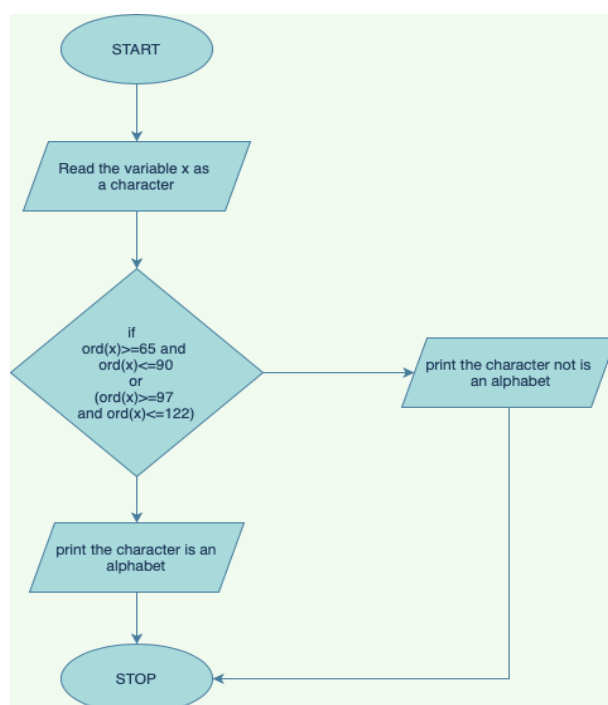 START
Read the variable x as
a character
if
ord(x)>=65 and
ord(x)<=90
or
(ord(x)>=97
and ord(x)<=122)
print the character not is
an alphabet
print the character is an
alphabet
STOP